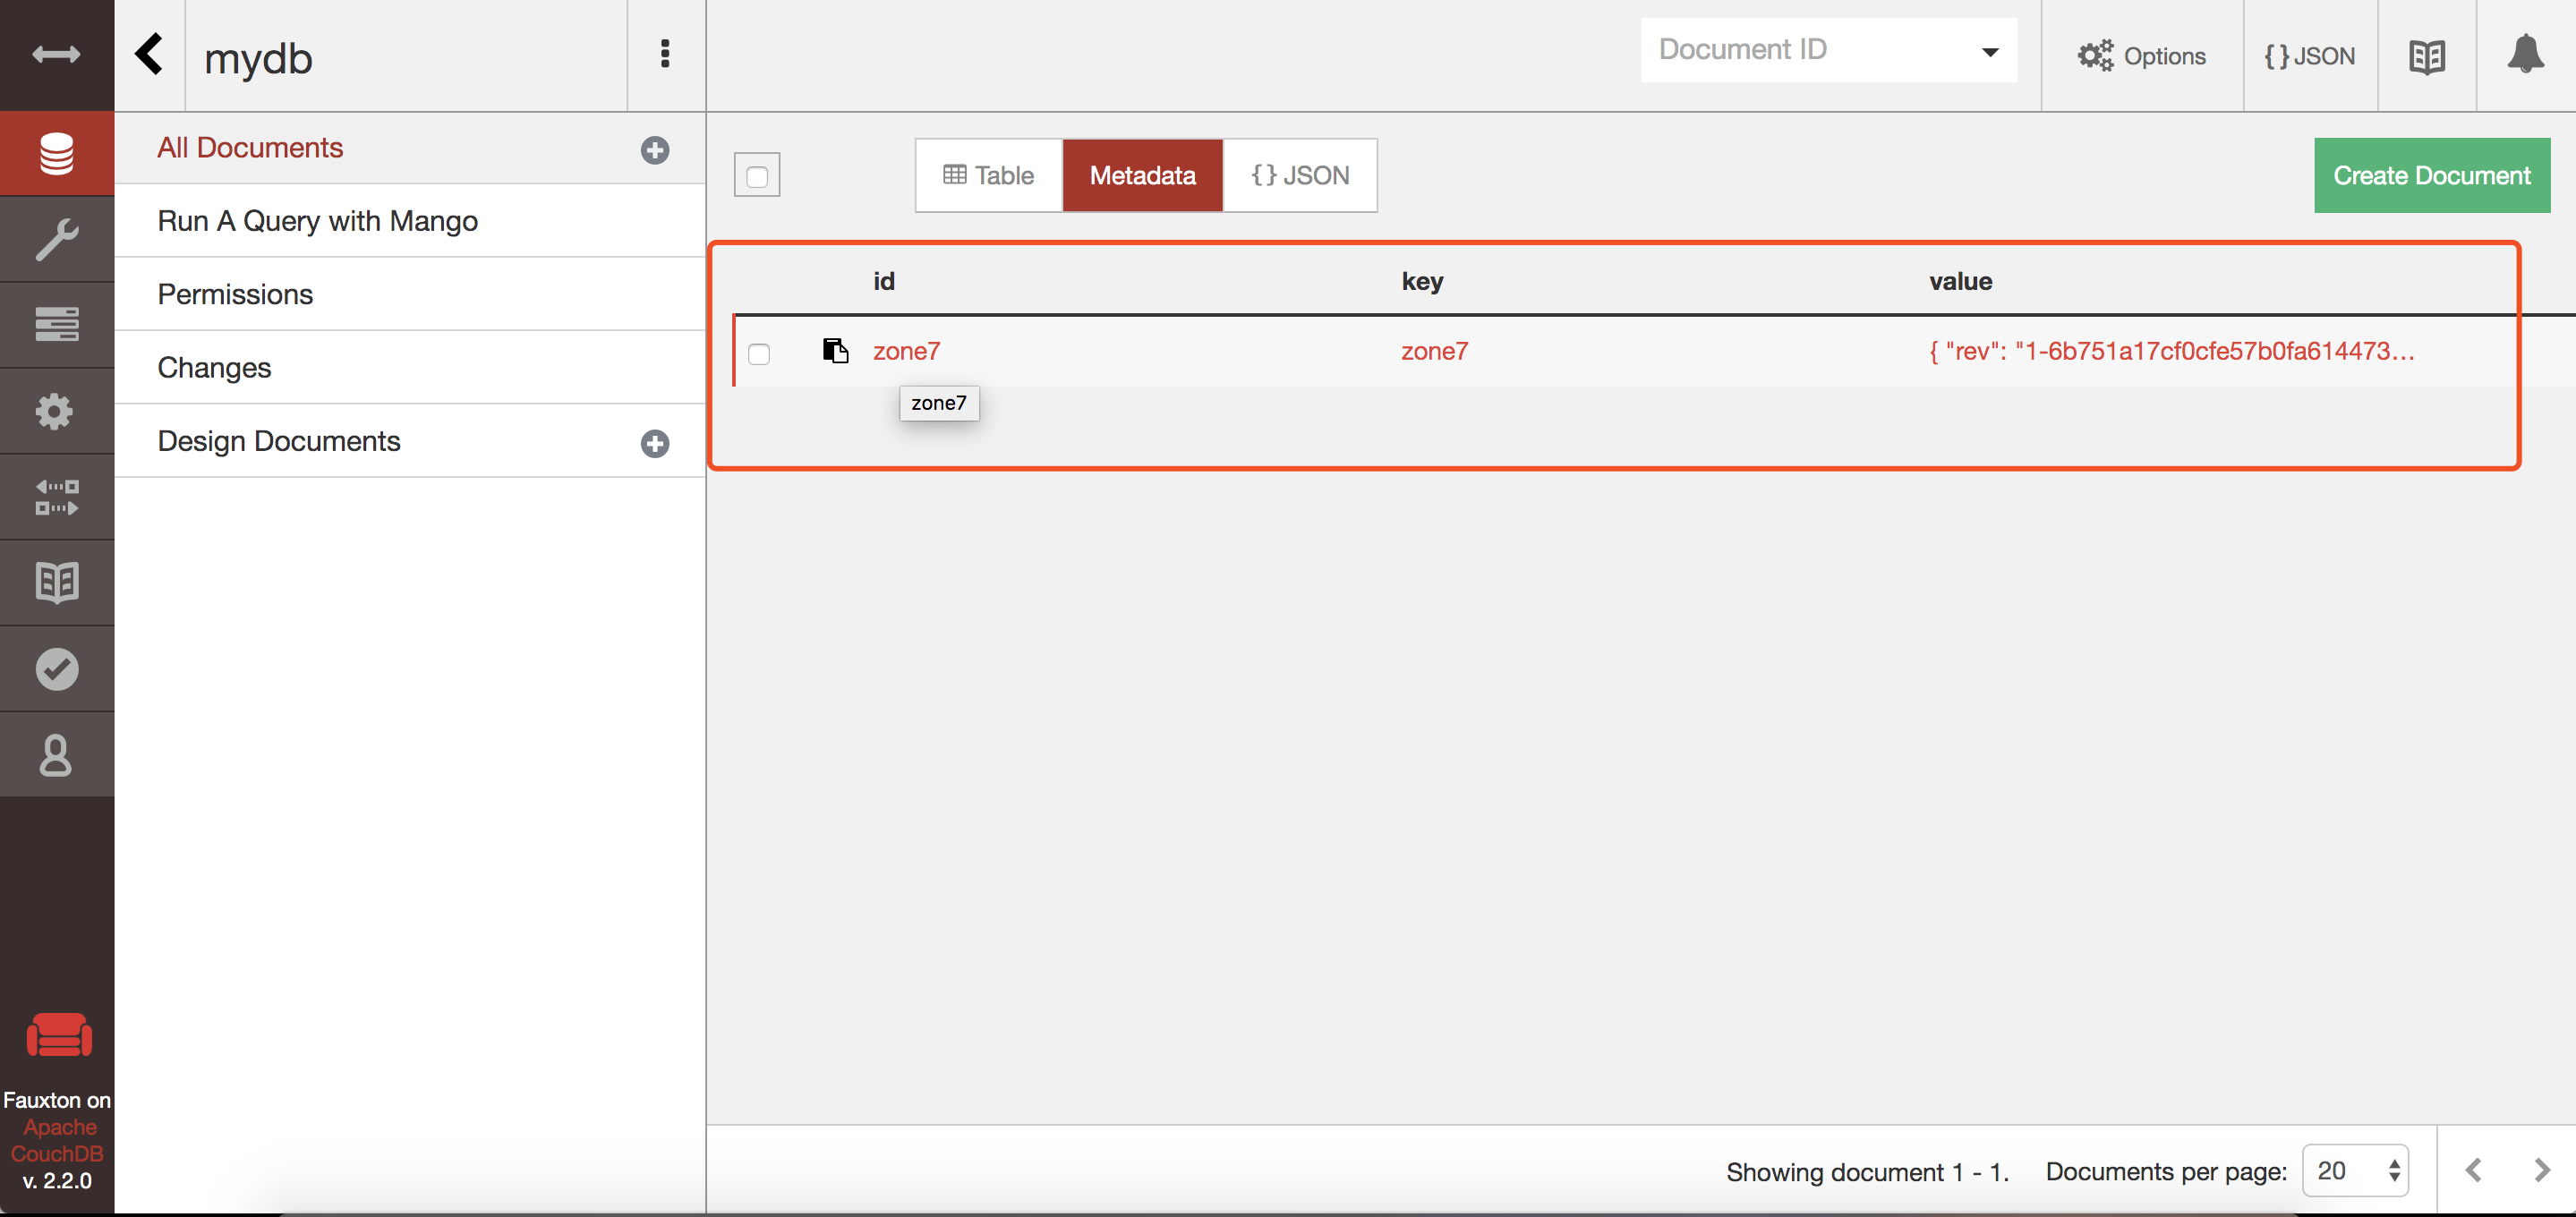 mydb
Document ID
Options
{ } JSON
All Documents
Run A Query with Mango
Permissions
Changes
Design Documents
Table
Metadata
{ } JSON
Create Document
id key value
zone7 zone7 { "rev": "1-6b751a17cf0cfe57b0fa614473...
zone7
Fauxton on
Apache
CouchDB
v. 2.2.0
Showing document 1 - 1. Documents per page: 20